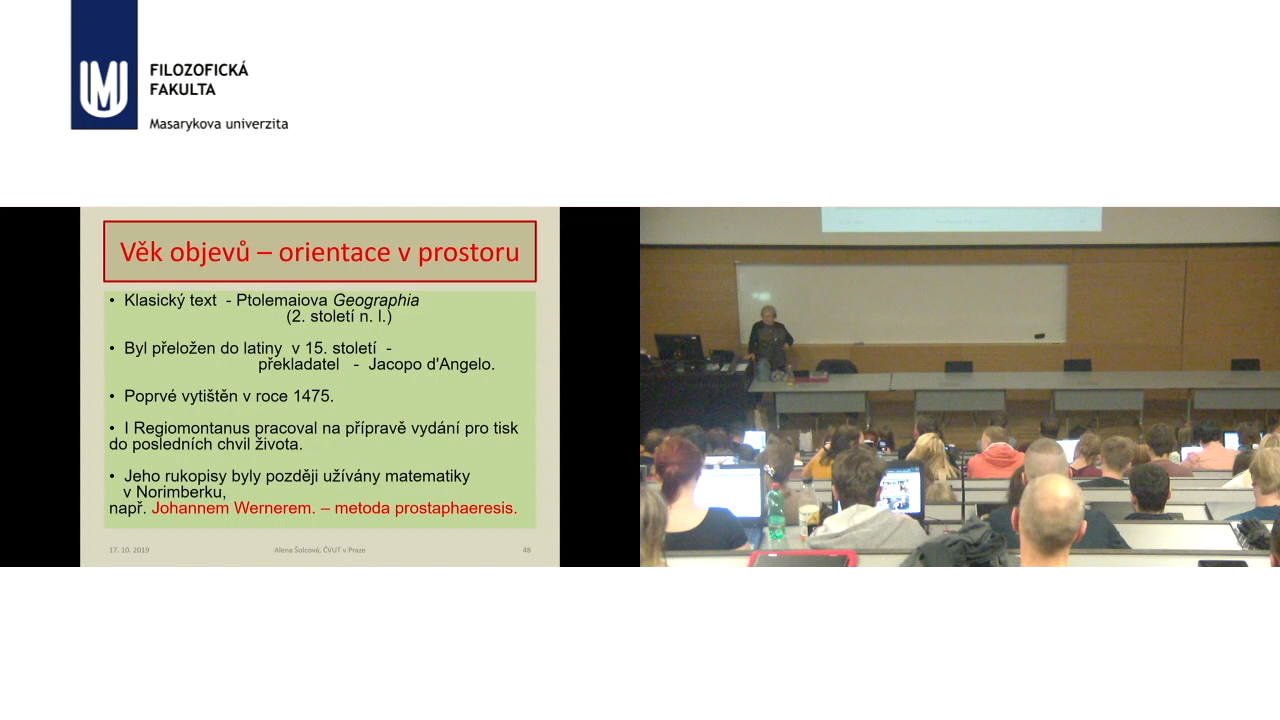 FILOZOFICKÁ
FAKULTA
Masarykova univerzita
Věk objevů – orientace v prostoru
• Klasický text - Ptolemaiova Geographia
(2. století n. l.)
• Byl přeložen do latiny v 15. století -
překladatel - Jacopo d'Angelo.
• Poprvé vytištěn v roce 1475.
• I Regiomontanus pracoval na přípravě vydání pro tisk
do posledních chvil života.
• Jeho rukopisy byly později užívány matematiky
v Norimberku,
např. Johannem Wernerem. – metoda prostaphaeresis.
17. 10. 2019 Alena Šolcová, ČVUT v Praze 48